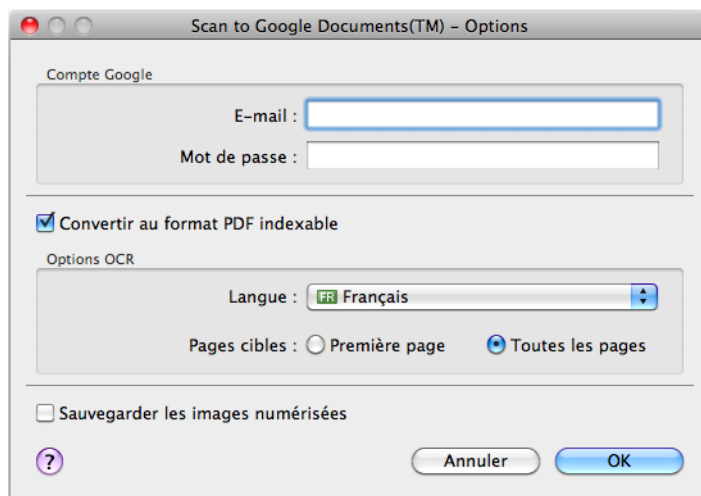 Scan to Google Documents(TM) – Options
Compte Google
E-mail :
Mot de passe :
Convertir au format PDF indexable
Options OCR
Langue : FR Français
Pages cibles : Première page Toutes les pages
Sauvegarder les images numérisées
? Annuler OK